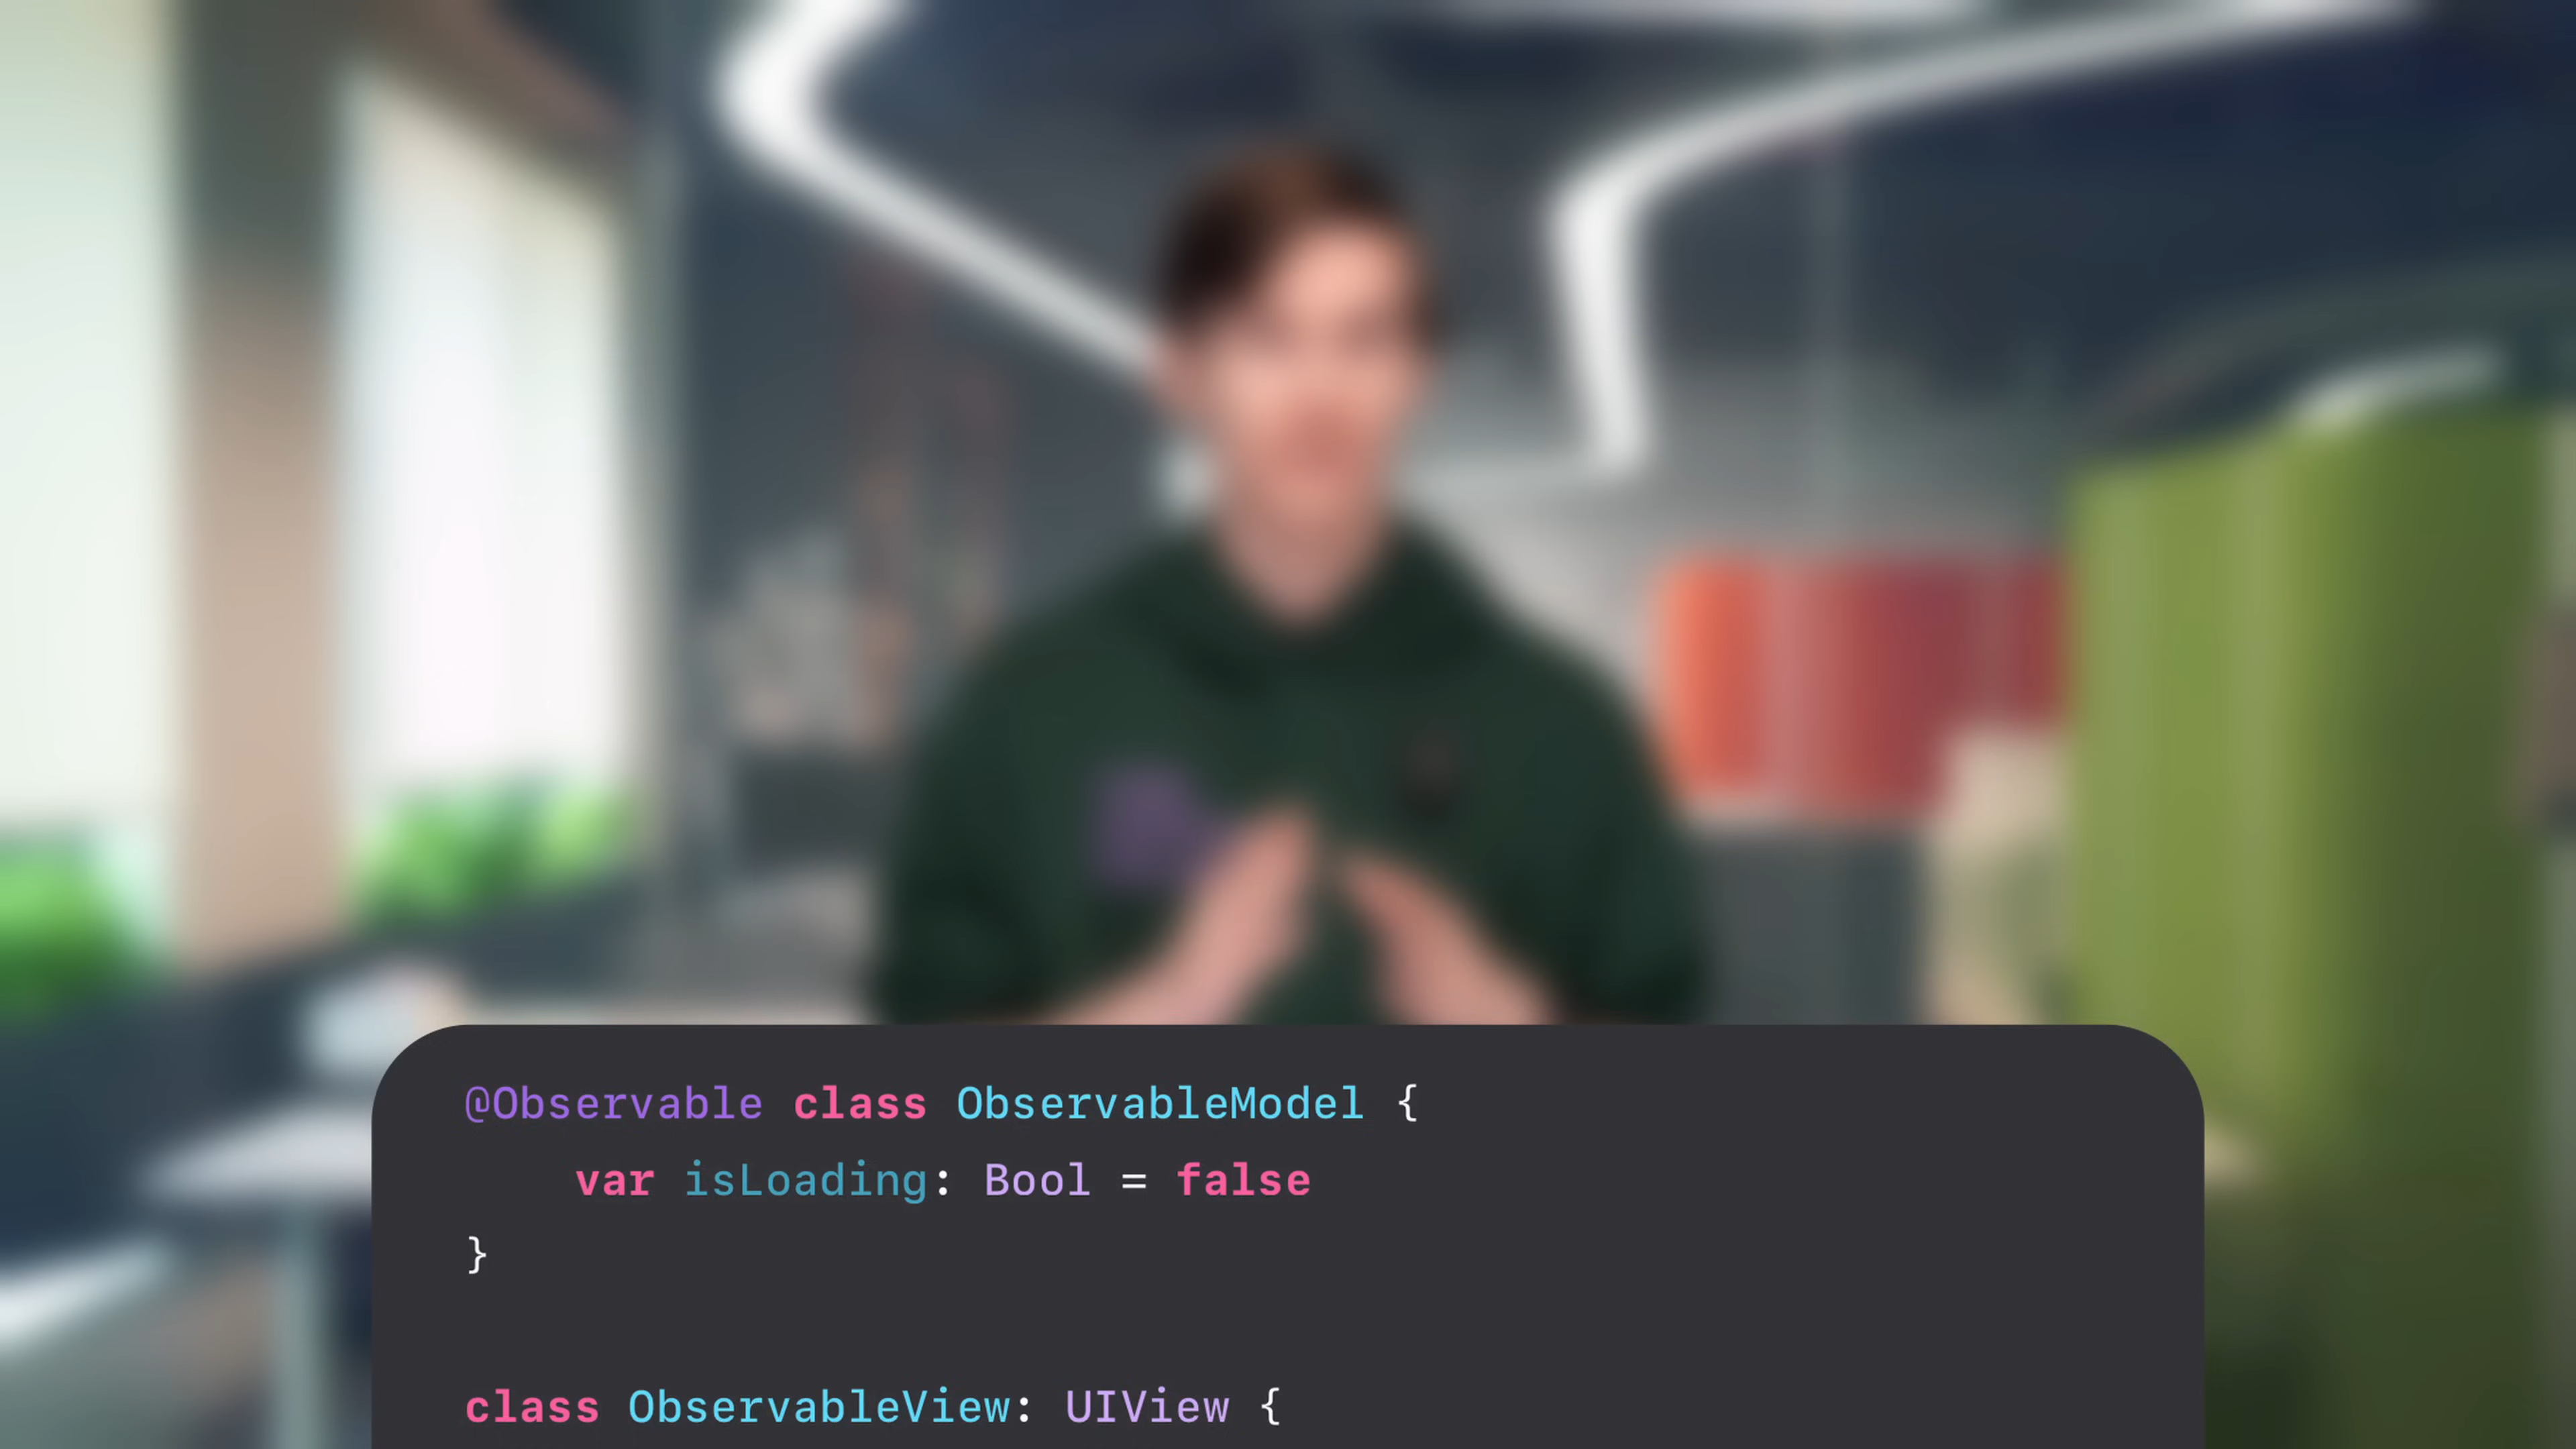 @Observable class ObservableModel {
    var isLoading: Bool = false
}
class ObservableView: UIView {